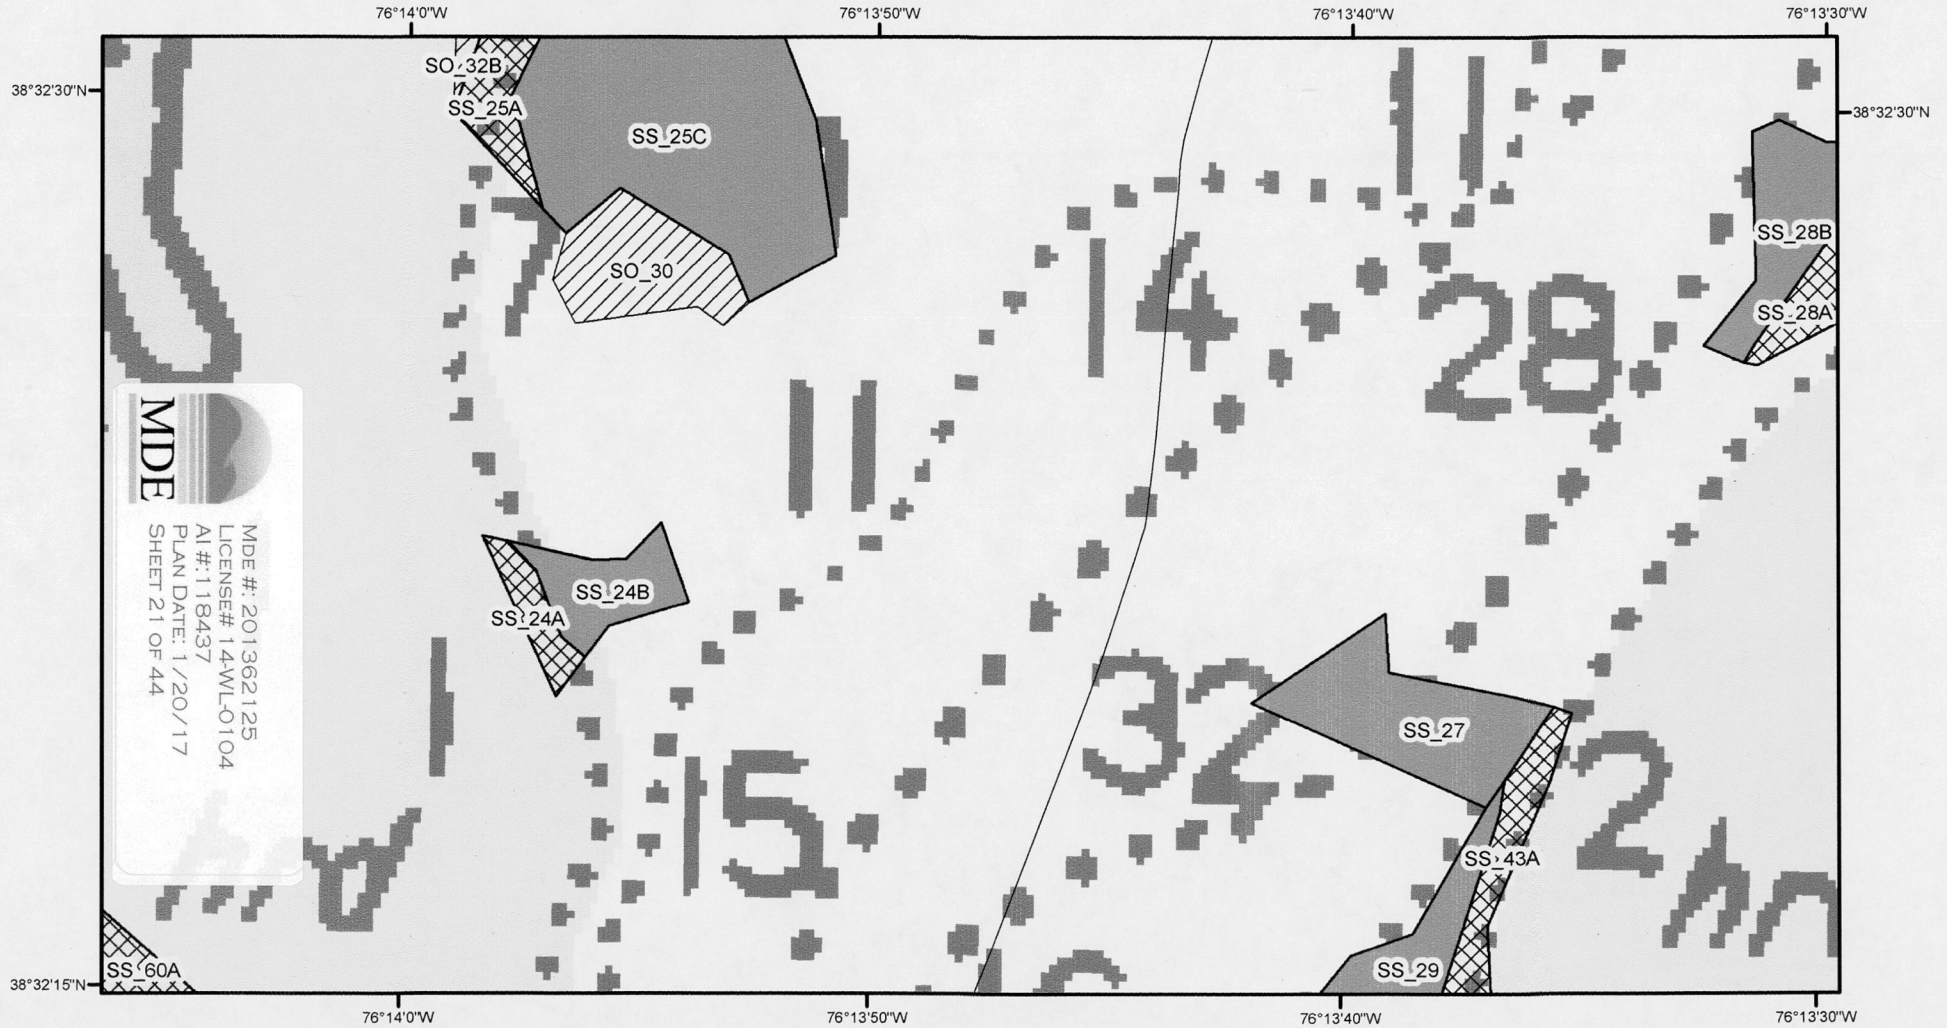 76°14'0"W
76°13'50"W
76°13'40"W
76°13'30"W
38°32'30"N
38°32'30"N
SO_32B
SS_25A
SS_25C
SO_30
SS_28B
SS_28A
14
28
11
SS_24B
SS_24A
32
SS_27
15
2
SS_43A
SS_29
SS_60A
38°32'15"N
76°14'0"W
76°13'50"W
76°13'40"W
76°13'30"W
MDE
MDE #: 201362125
LICENSE# 14-WL-0104
AI #:118437
PLAN DATE: 1/20/17
SHEET 21 OF 44